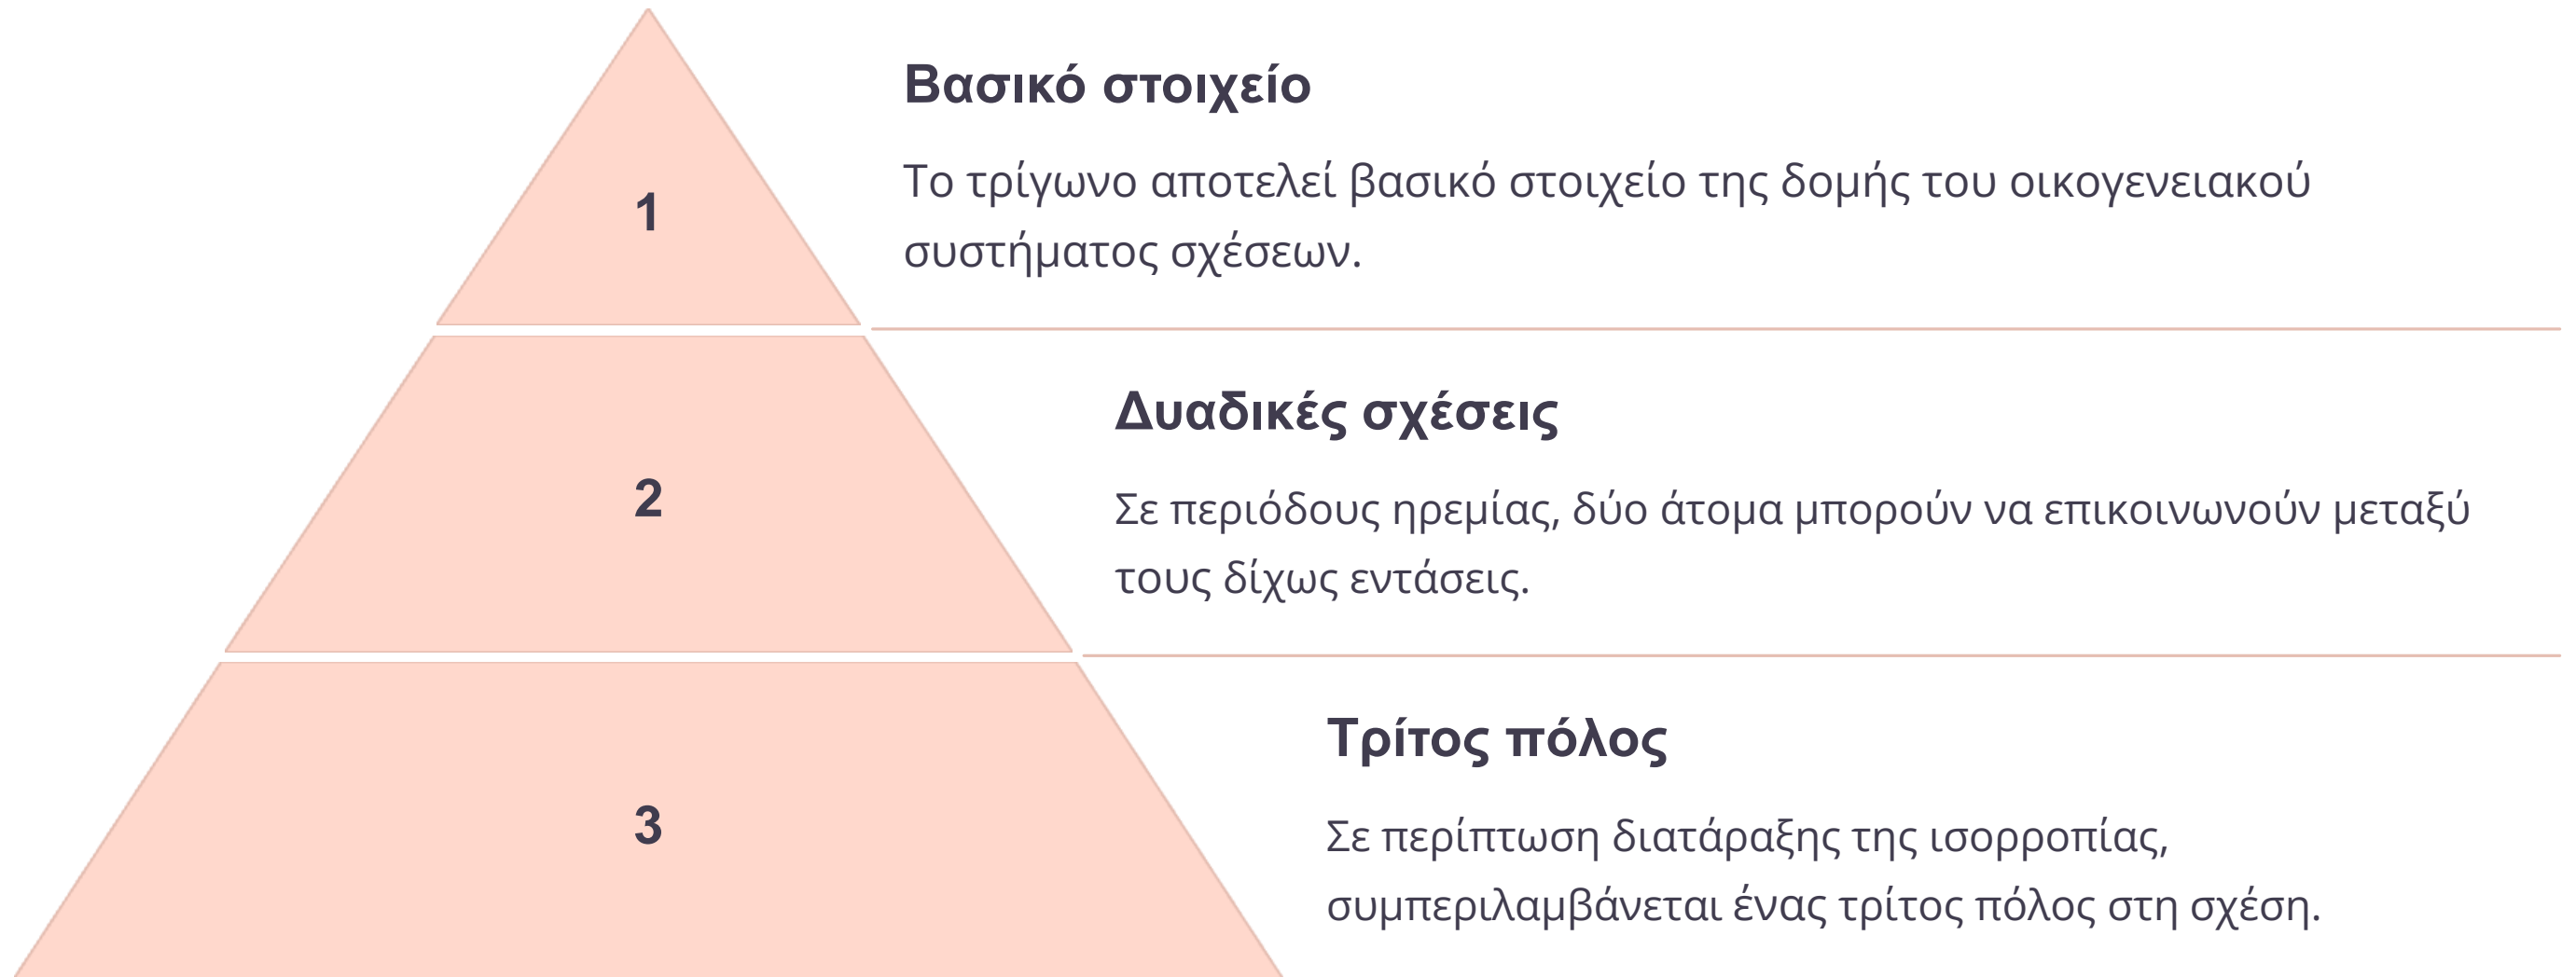 1
Βασικό στοιχείο
Το τρίγωνο αποτελεί βασικό στοιχείο της δομής του οικογενειακού
συστήματος σχέσεων.
2
Δυαδικές σχέσεις
Σε περιόδους ηρεμίας, δύο άτομα μπορούν να επικοινωνούν μεταξύ
τους δίχως εντάσεις.
3
Τρίτος πόλος
Σε περίπτωση διατάραξης της ισορροπίας,
συμπεριλαμβάνεται ένας τρίτος πόλος στη σχέση.